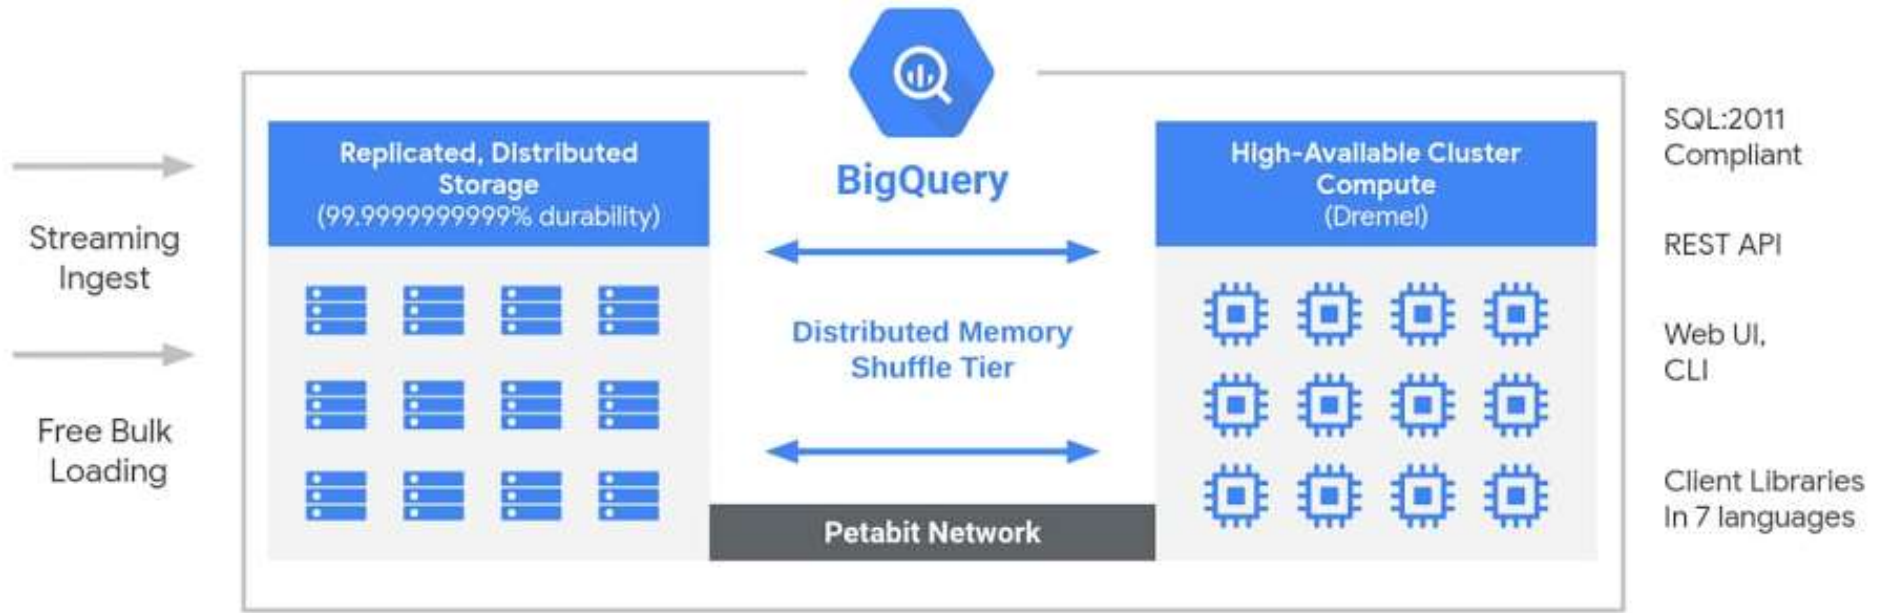 Streaming
Ingest
Free Bulk
Loading
Replicated, Distributed
Storage
(99.9999999999% durability)
BigQuery
Distributed Memory
Shuffle Tier
Petabit Network
High-Available Cluster
Compute
(Dremel)
SQL:2011
Compliant
REST API
Web UI,
CLI
Client Libraries
In 7 languages